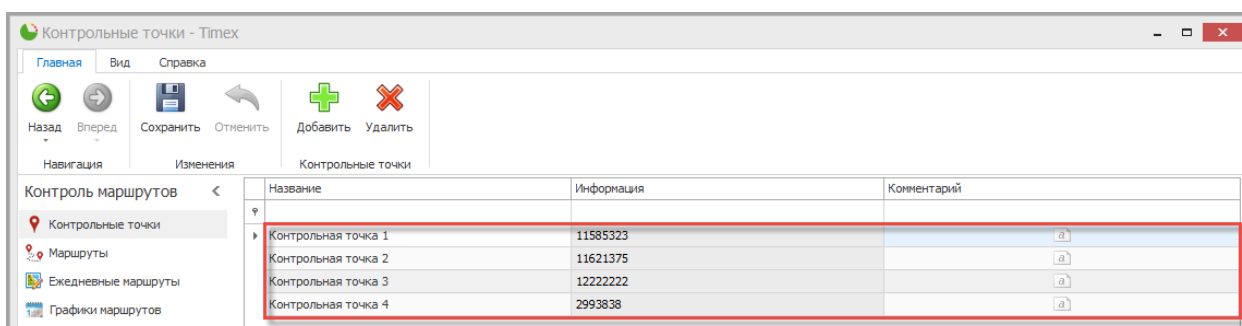 Контрольные точки - Timex
Главная Вид Справка
Назад Вперед Сохранить Отменить Добавить Удалить
Навигация Изменения Контрольные точки
Контроль маршрутов <
Название Информация Комментарий
Контрольные точки
Маршруты
Ежедневные маршруты
Графики маршрутов
Контрольная точка 1 11585323
Контрольная точка 2 11621375
Контрольная точка 3 12222222
Контрольная точка 4 2993838